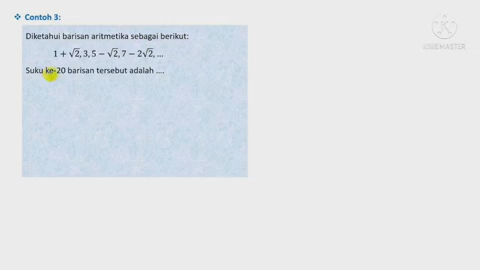 ❖ Contoh 3:
Diketahui barisan aritmetika sebagai berikut:
1 + √2, 3, 5 − √2, 7 − 2√2, ...
Suku ke-20 barisan tersebut adalah ....
KINEMASTER